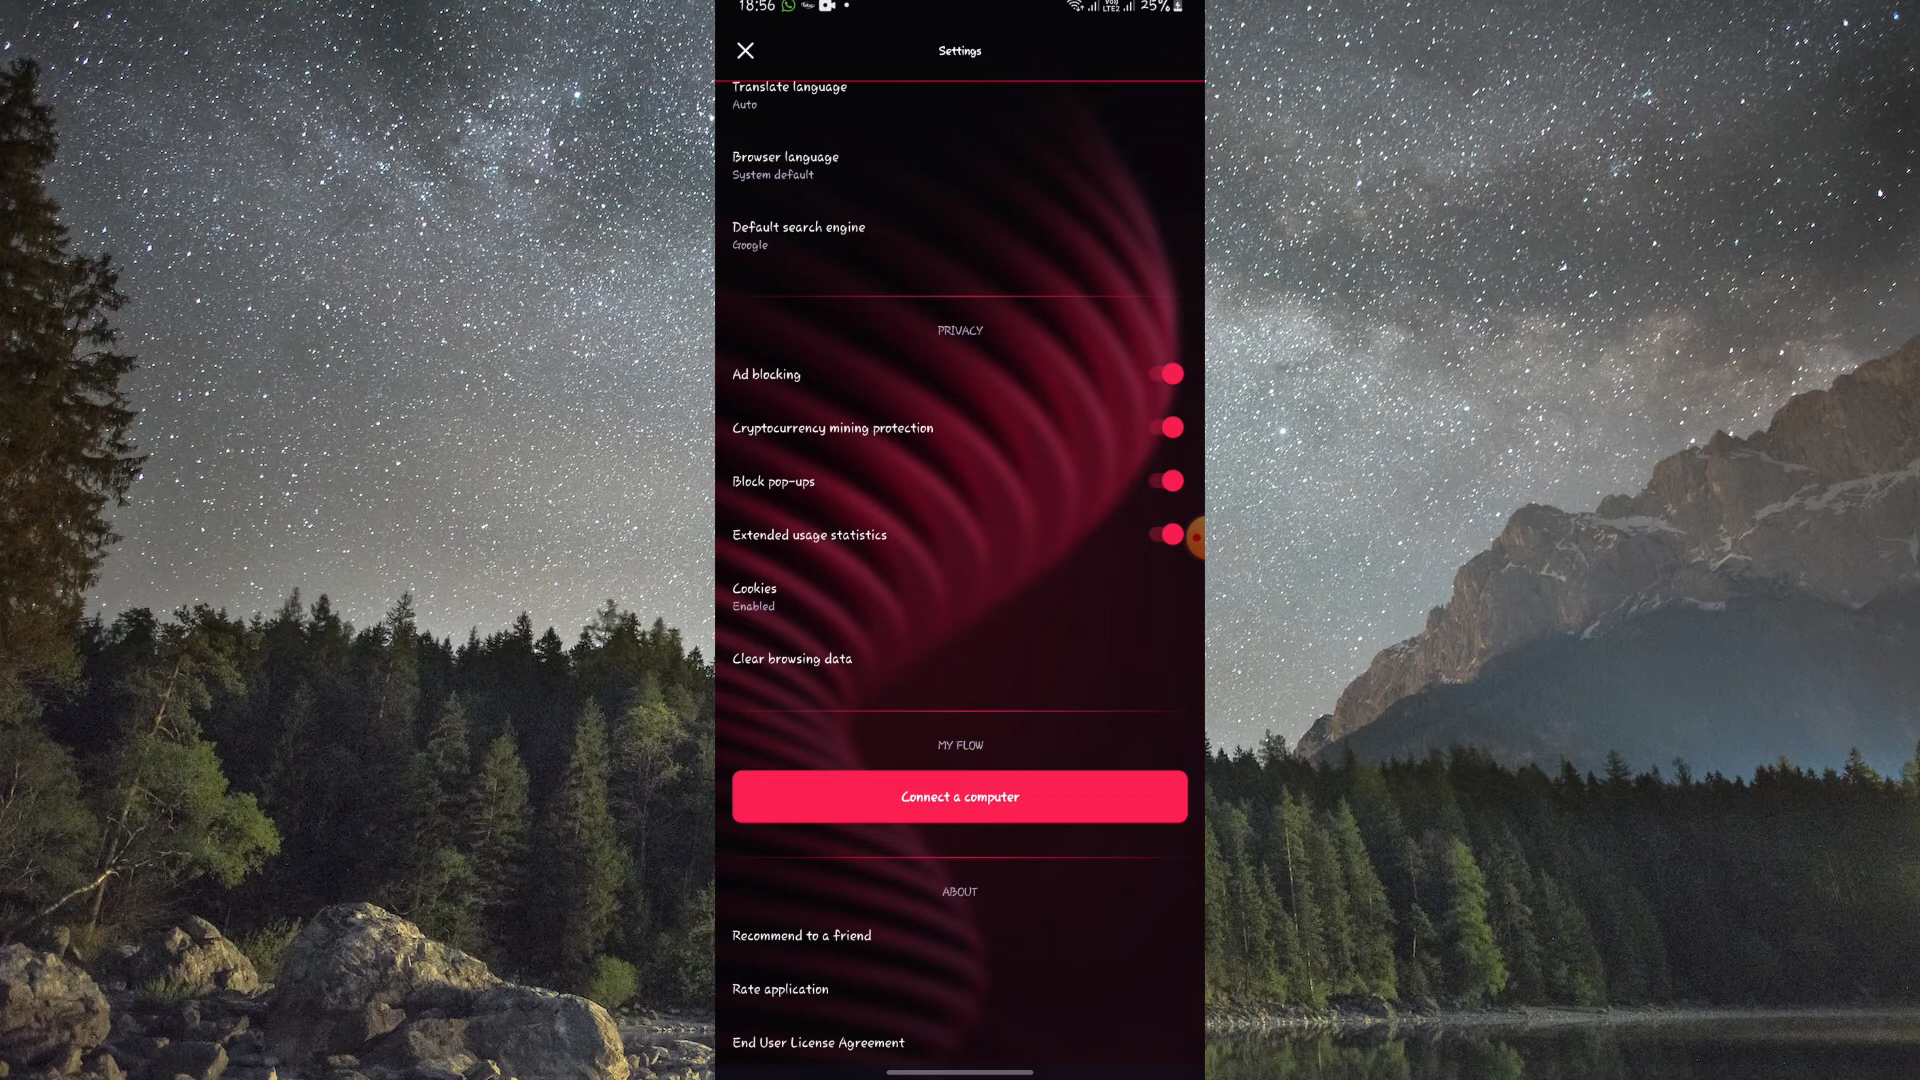 18:56 25%
Settings
Translate language
Auto
Browser language
System default
Default search engine
Google
PRIVACY
Ad blocking
Cryptocurrency mining protection
Block pop-ups
Extended usage statistics
Cookies
Enabled
Clear browsing data
MY FLOW
Connect a computer
ABOUT
Recommend to a friend
Rate application
End User License Agreement